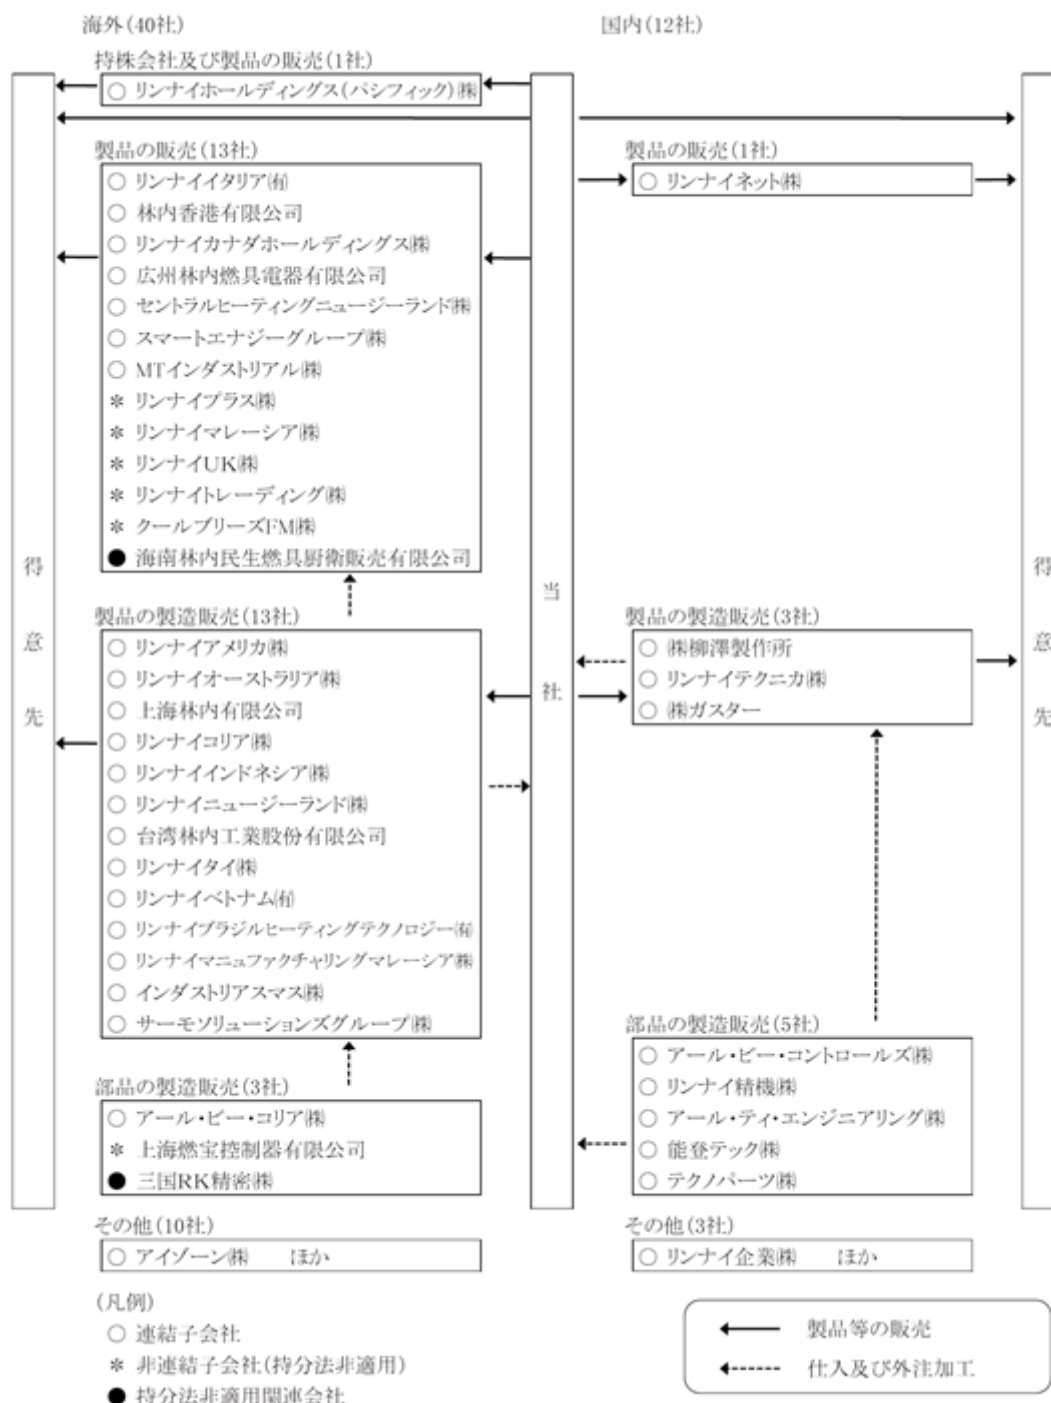 海外(40社)
国内(12社)
持株会社及び製品の販売(1社)
○ リンナイホールディングス(パシフィック)㈱
製品の販売(13社)
○ リンナイイタリア㈲
○ 林内香港有限公司
○ リンナイカナダホールディングス㈱
○ 広州林内燃具電器有限公司
○ セントラルヒーティングニュージーランド㈱
○ スマートエナジーグループ㈱
○ MTインダストリアル㈱
* リンナイプラス㈱
* リンナイマレーシア㈱
* リンナイUK㈱
* リンナイトレーディング㈱
* クールブリーズFM㈱
● 海南林内民生燃具厨衛販売有限公司
製品の製造販売(13社)
○ リンナイアメリカ㈱
○ リンナイオーストラリア㈱
○ 上海林内有限公司
○ リンナイコリア㈱
○ リンナイインドネシア㈱
○ リンナイニュージーランド㈱
○ 台湾林内工業股份有限公司
○ リンナイタイ㈱
○ リンナイベトナム㈲
○ リンナイブラジルヒーティングテクノロジー㈲
○ リンナイマニュファクチャリングマレーシア㈱
○ インダストリアスマス㈱
○ サーモソリューションズグループ㈱
部品の製造販売(3社)
○ アール・ビー・コリア㈱
* 上海燃宝控制器有限公司
● 三国RK精密㈱
その他(10社)
○ アイゾーン㈱　ほか
得意先
当社
製品の販売(1社)
○ リンナイネット㈱
製品の製造販売(3社)
○ ㈱柳澤製作所
○ リンナイテクニカ㈱
○ ㈱ガスター
部品の製造販売(5社)
○ アール・ビー・コントロールズ㈱
○ リンナイ精機㈱
○ アール・ティ・エンジニアリング㈱
○ 能登テック㈱
○ テクノパーツ㈱
その他(3社)
○ リンナイ企業㈱　ほか
得意先
(凡例)
○ 連結子会社
* 非連結子会社(持分法非適用)
● 持分法非適用関連会社
製品等の販売
仕入及び外注加工